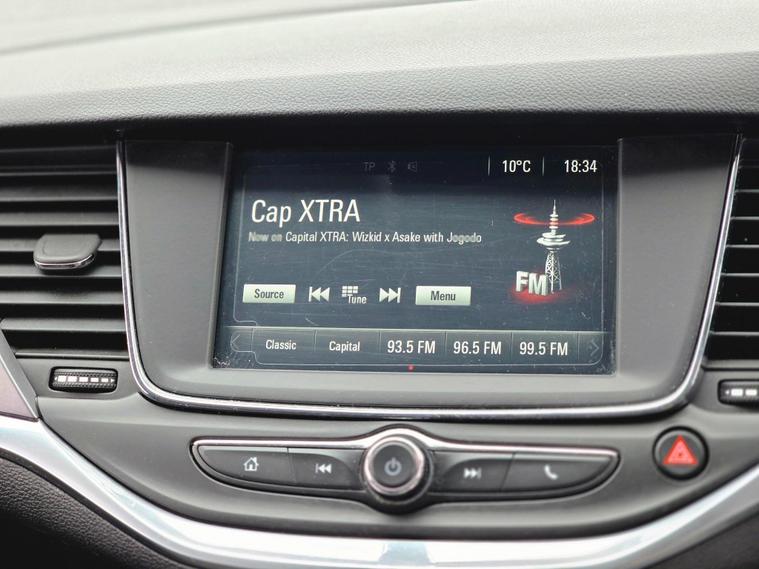 TP 10°C 18:34
Cap XTRA
Now on Capital XTRA: Wizkid x Asake with Jogodo
FM
Source Tune Menu
Classic Capital 93.5 FM 96.5 FM 99.5 FM